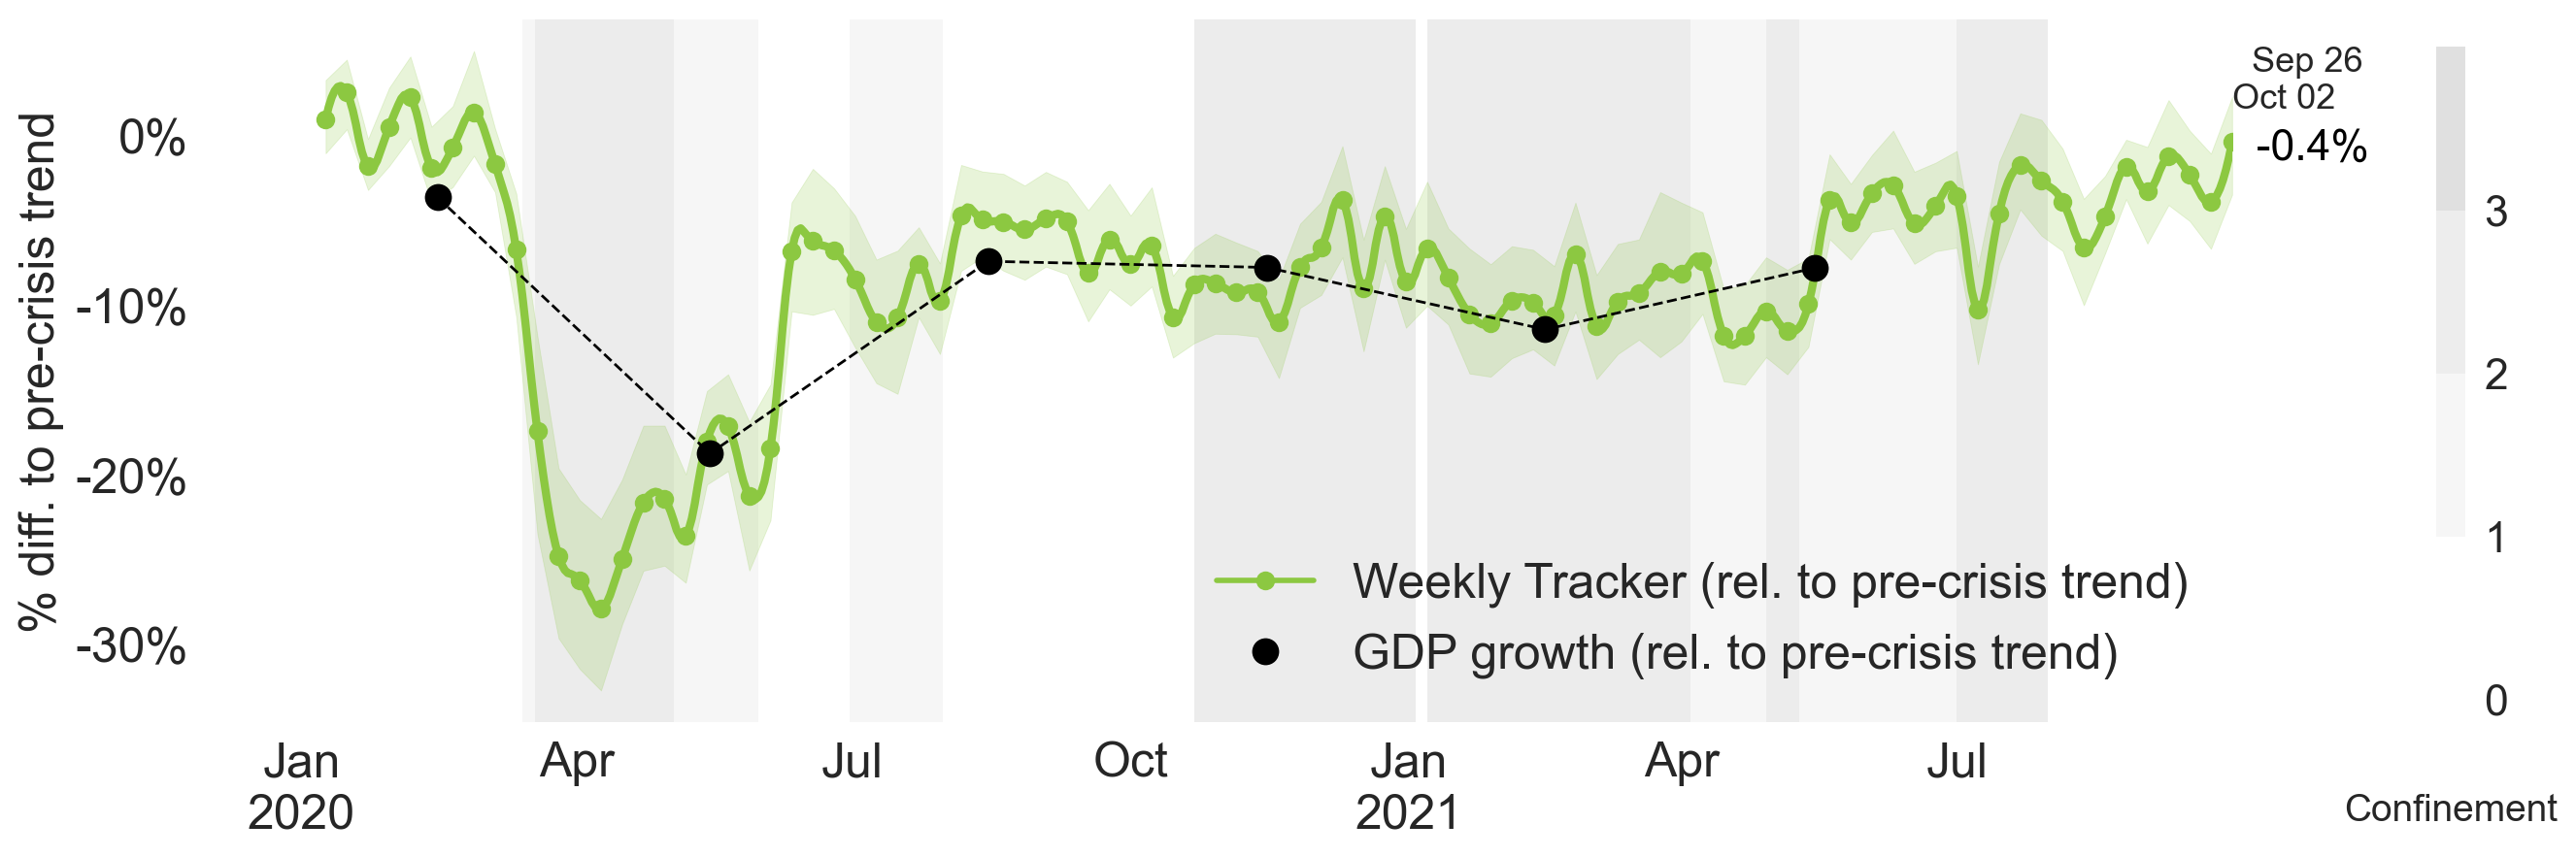 % diff. to pre-crisis trend
0%
-10%
-20%
-30%
Sep 26
Oct 02
-0.4%
Weekly Tracker (rel. to pre-crisis trend)
GDP growth (rel. to pre-crisis trend)
Jan
2020
Apr
Jul
Oct
Jan
2021
Apr
Jul
3
2
1
0
Confinement